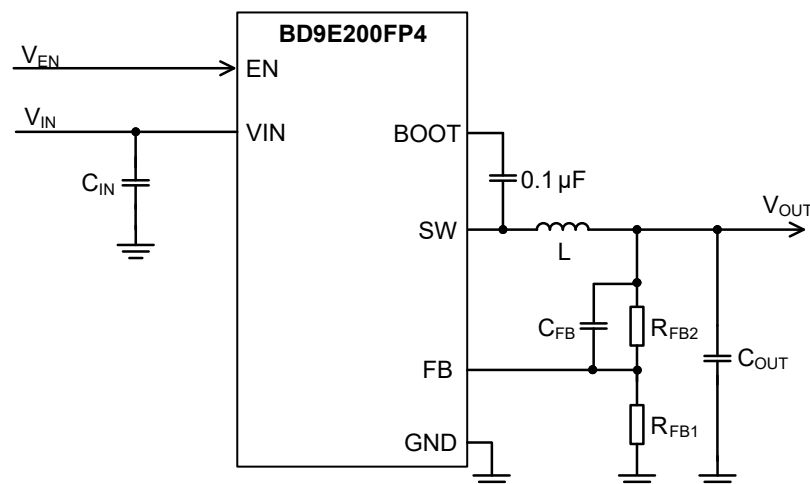 BD9E200FP4
VEN
EN
VIN
VIN
BOOT
CIN
0.1 µF
VOUT
SW
L
CFB
RFB2
COUT
FB
RFB1
GND